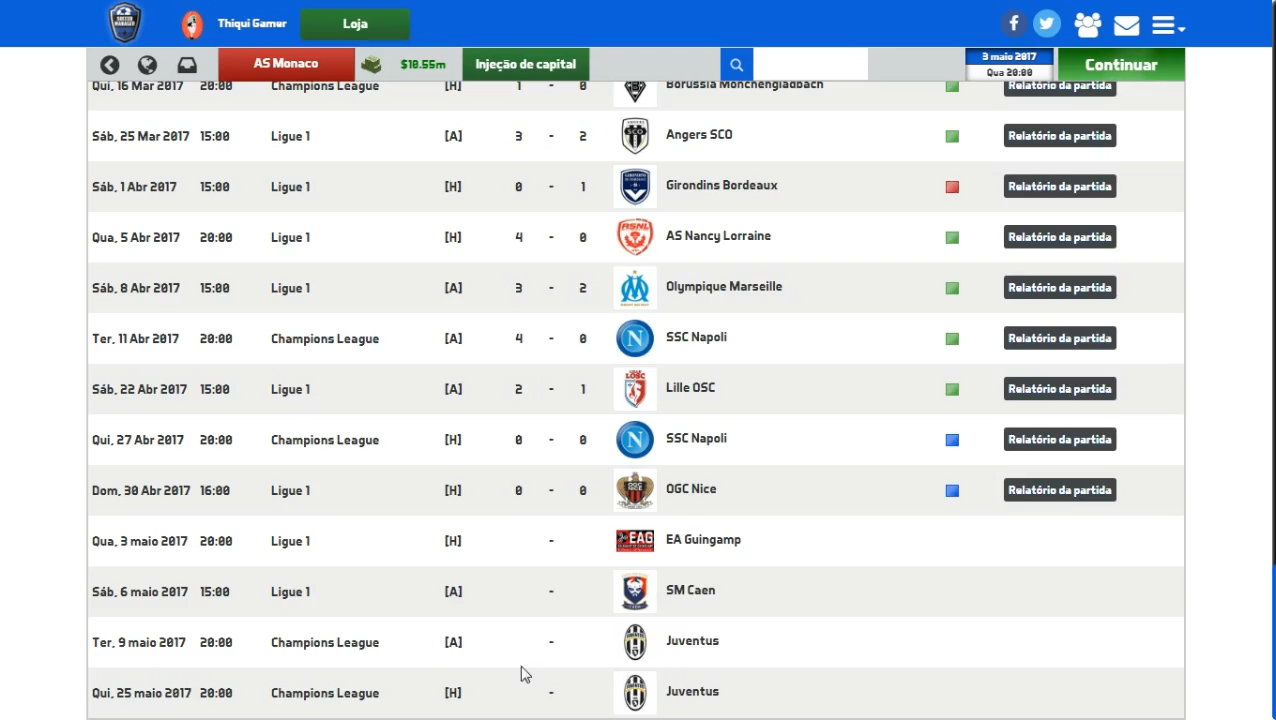 SOCCER MANAGER Thiqui Gamer Loja
AS Monaco $10.55m Injeção de capital 3 maio 2017 Continuar
Qua 20:00
Qui, 16 Mar 2017 20:00 Champions League [H] 1 - 0 Borussia Monchengladbach Relatório da partida
Sáb, 25 Mar 2017 15:00 Ligue 1 [A] 3 - 2 Angers SCO Relatório da partida
Sáb, 1 Abr 2017 15:00 Ligue 1 [H] 0 - 1 Girondins Bordeaux Relatório da partida
Qua, 5 Abr 2017 20:00 Ligue 1 [H] 4 - 0 ASNL AS Nancy Lorraine Relatório da partida
Sáb, 8 Abr 2017 15:00 Ligue 1 [A] 3 - 2 Olympique Marseille Relatório da partida
Ter, 11 Abr 2017 20:00 Champions League [A] 4 - 0 N SSC Napoli Relatório da partida
Sáb, 22 Abr 2017 15:00 Ligue 1 [A] 2 - 1 LOSC Lille OSC Relatório da partida
Qui, 27 Abr 2017 20:00 Champions League [H] 0 - 0 N SSC Napoli Relatório da partida
Dom, 30 Abr 2017 16:00 Ligue 1 [H] 0 - 0 OGC NICE OGC Nice Relatório da partida
Qua, 3 maio 2017 20:00 Ligue 1 [H] - EAG EA Guingamp
Sáb, 6 maio 2017 15:00 Ligue 1 [A] - SM Caen
Ter, 9 maio 2017 20:00 Champions League [A] - Juventus
Qui, 25 maio 2017 20:00 Champions League [H] - Juventus